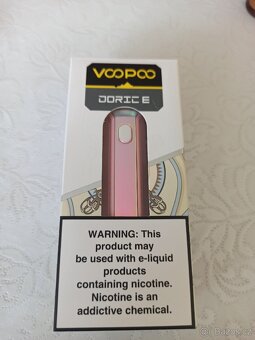 VOOPOO
DORIC E
WARNING: This
product may
be used with e-liquid
products
containing nicotine.
Nicotine is an
addictive chemical.